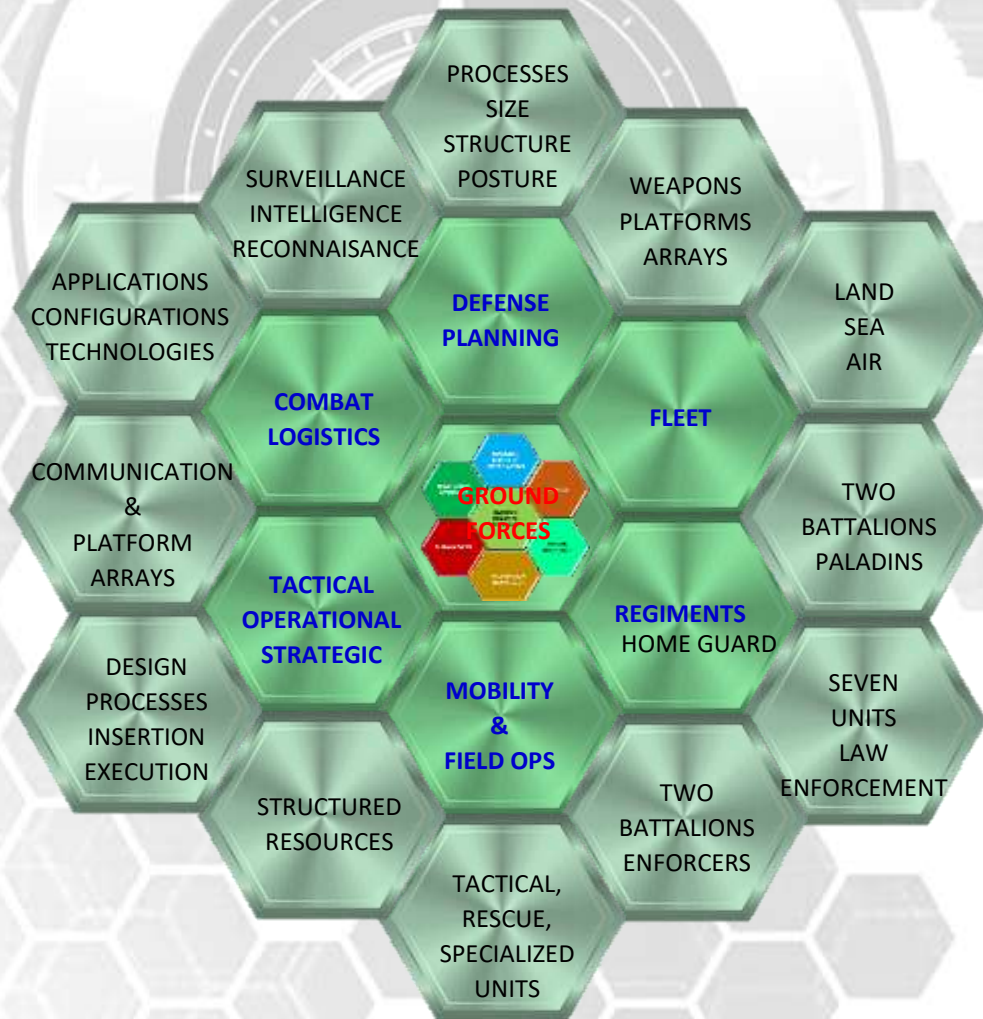 PROCESSES
SIZE
STRUCTURE
POSTURE
SURVEILLANCE
INTELLIGENCE
RECONNAISANCE
WEAPONS
PLATFORMS
ARRAYS
APPLICATIONS
CONFIGURATIONS
TECHNOLOGIES
DEFENSE
PLANNING
LAND
SEA
AIR
COMBAT
LOGISTICS
FLEET
COMMUNICATION
&
PLATFORM
ARRAYS
GROUND
FORCES
TWO
BATTALIONS
PALADINS
TACTICAL
OPERATIONAL
STRATEGIC
REGIMENTS
HOME GUARD
DESIGN
PROCESSES
INSERTION
EXECUTION
MOBILITY
&
FIELD OPS
SEVEN
UNITS
LAW
ENFORCEMENT
STRUCTURED
RESOURCES
TWO
BATTALIONS
ENFORCERS
TACTICAL,
RESCUE,
SPECIALIZED
UNITS